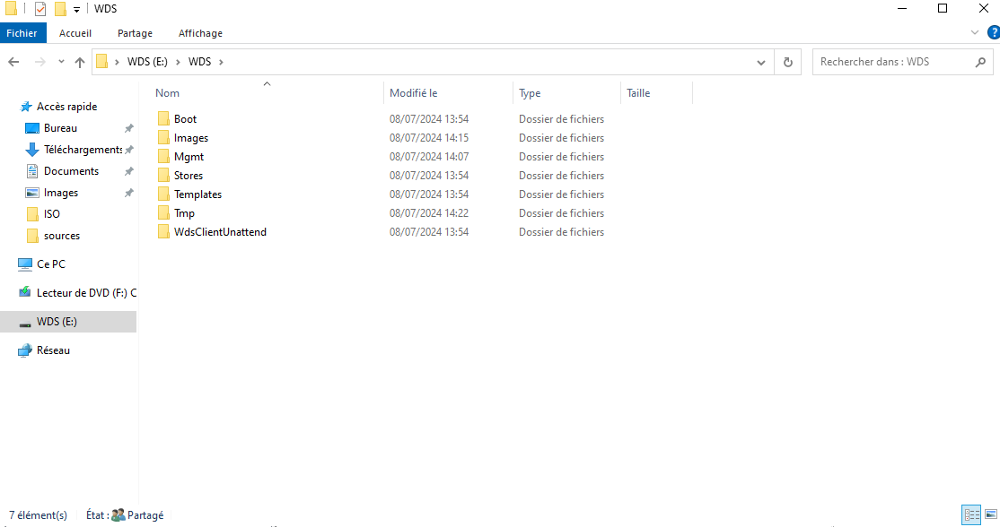 WDS
Fichier Accueil Partage Affichage ?
WDS (E:) WDS Rechercher dans : WDS
Nom Modifié le Type Taille
Accès rapide
Bureau
Téléchargements
Documents
Images
ISO
sources
Ce PC
Lecteur de DVD (F:) C
WDS (E:)
Réseau
Boot 08/07/2024 13:54 Dossier de fichiers
Images 08/07/2024 14:15 Dossier de fichiers
Mgmt 08/07/2024 14:07 Dossier de fichiers
Stores 08/07/2024 13:54 Dossier de fichiers
Templates 08/07/2024 13:54 Dossier de fichiers
Tmp 08/07/2024 14:22 Dossier de fichiers
WdsClientUnattend 08/07/2024 13:54 Dossier de fichiers
7 élément(s) État : Partagé